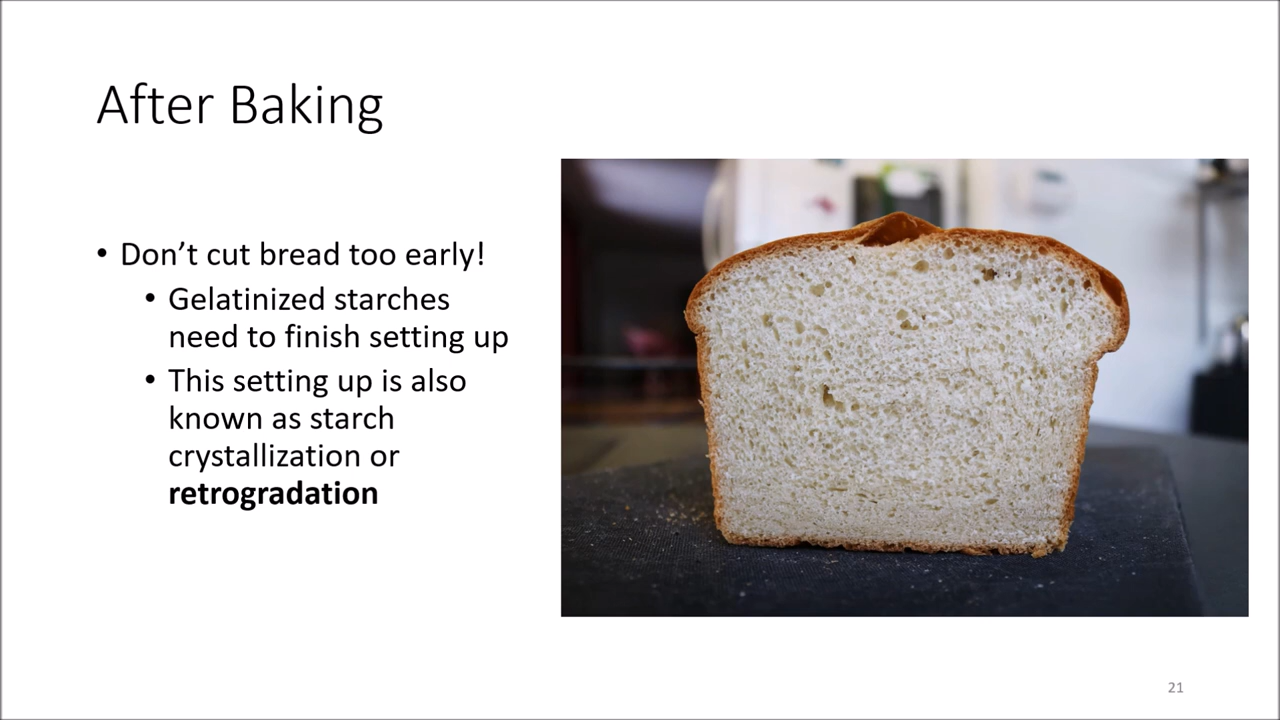 After Baking
• Don’t cut bread too early!
• Gelatinized starches
need to finish setting up
• This setting up is also
known as starch
crystallization or
retrogradation
21